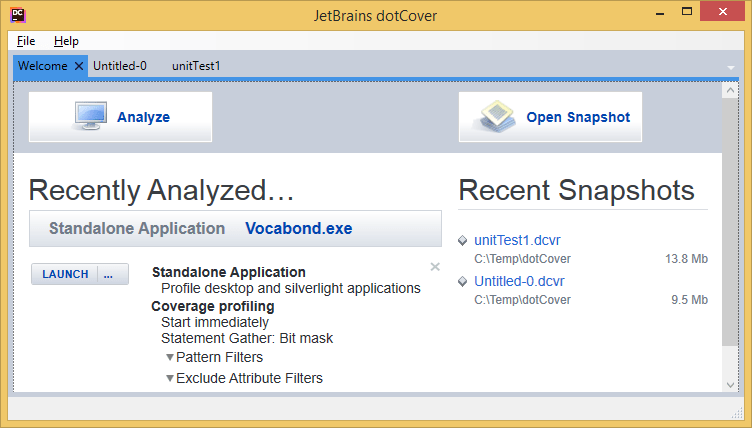 DC
JetBrains dotCover
File Help
Welcome Untitled-0 unitTest1
Analyze
Open Snapshot
Recently Analyzed…
Standalone Application Vocabond.exe
LAUNCH ...
Standalone Application
Profile desktop and silverlight applications
Coverage profiling
Start immediately
Statement Gather: Bit mask
Pattern Filters
Exclude Attribute Filters
Recent Snapshots
unitTest1.dcvr
C:\Temp\dotCover 13.8 Mb
Untitled-0.dcvr
C:\Temp\dotCover 9.5 Mb